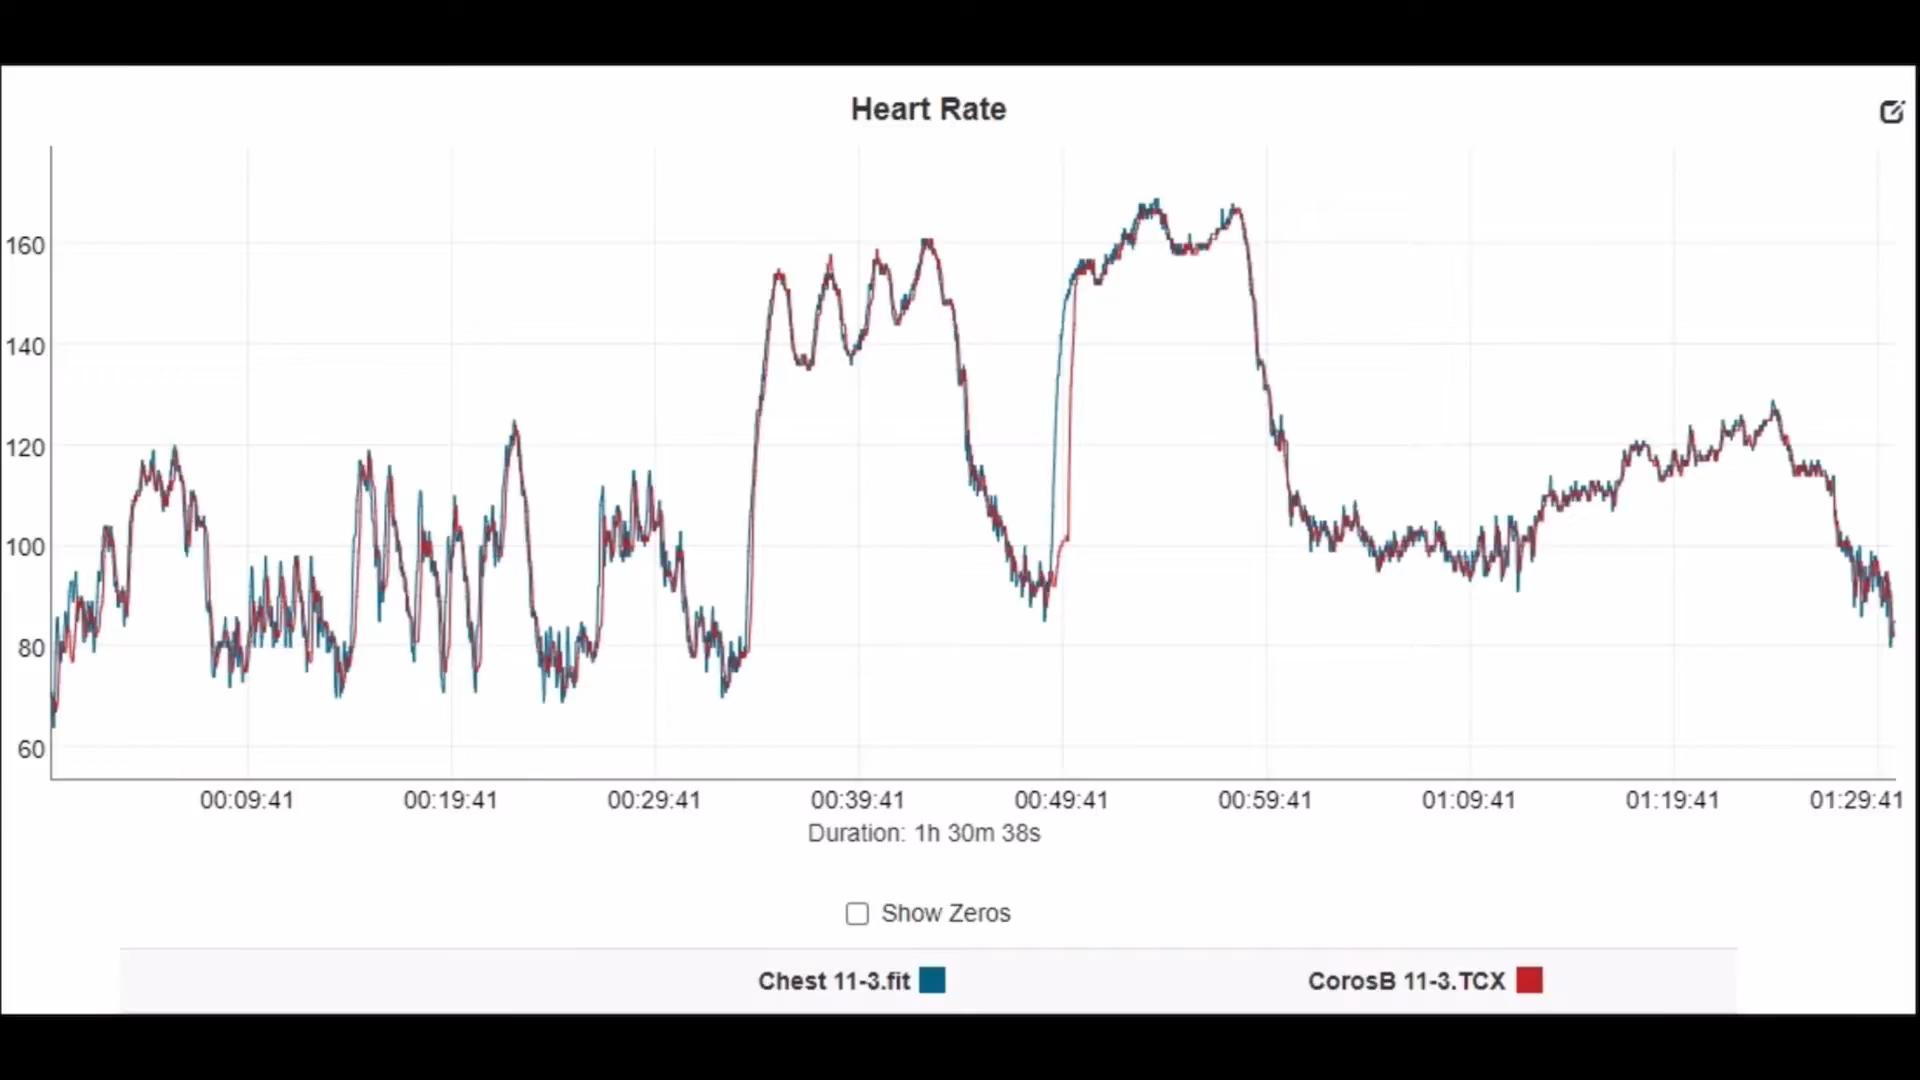 Heart Rate
160
140
120
100
80
60
00:09:41 00:19:41 00:29:41 00:39:41 00:49:41 00:59:41 01:09:41 01:19:41 01:29:41
Duration: 1h 30m 38s
Show Zeros
Chest 11-3.fit CorosB 11-3.TCX